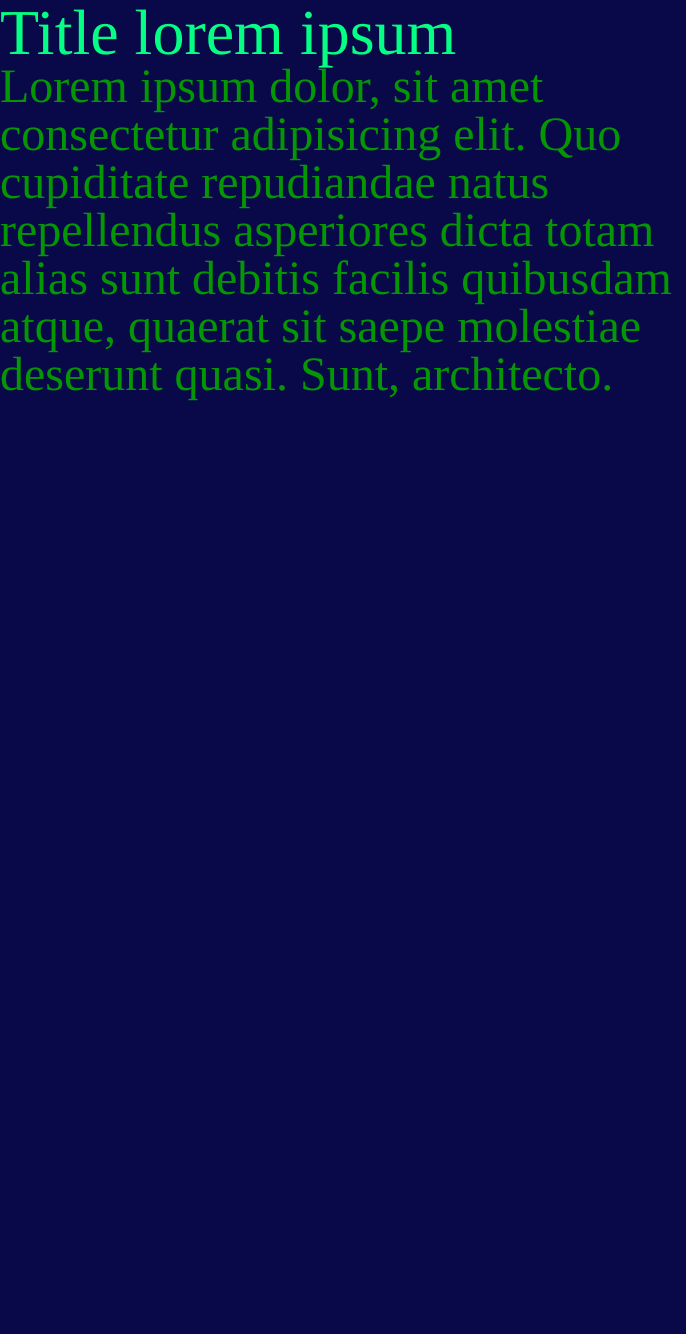 Title lorem ipsum
Lorem ipsum dolor, sit amet
consectetur adipisicing elit. Quo
cupiditate repudiandae natus
repellendus asperiores dicta totam
alias sunt debitis facilis quibusdam
atque, quaerat sit saepe molestiae
deserunt quasi. Sunt, architecto.